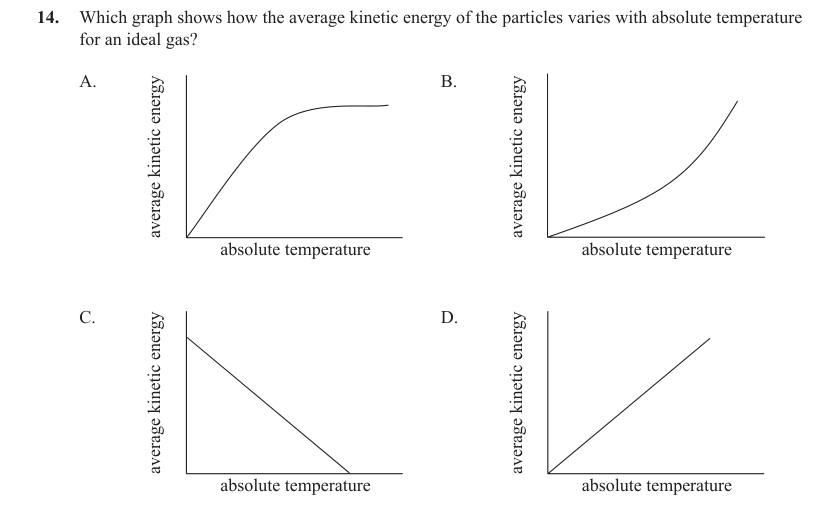 14. Which graph shows how the average kinetic energy of the particles varies with absolute temperature
for an ideal gas?
A.
average kinetic energy
absolute temperature
B.
average kinetic energy
absolute temperature
C.
average kinetic energy
absolute temperature
D.
average kinetic energy
absolute temperature